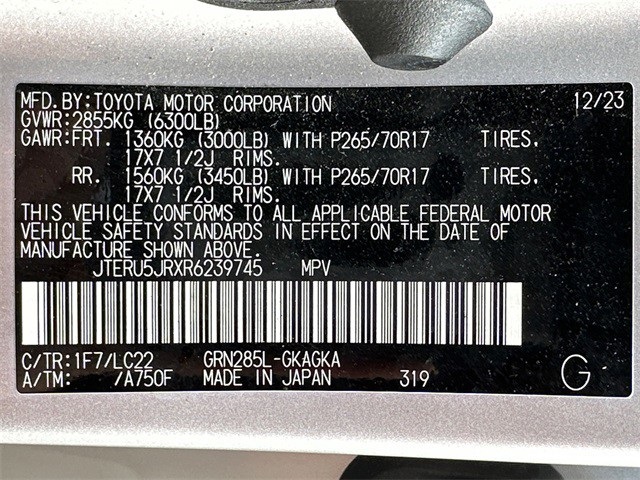 MFD.BY:TOYOTA MOTOR CORPORATION 12/23
GVWR:2855KG (6300LB)
GAWR:FRT. 1360KG (3000LB) WITH P265/70R17 TIRES.
17X7 1/2J RIMS.
RR. 1560KG (3450LB) WITH P265/70R17 TIRES.
17X7 1/2J RIMS.
THIS VEHICLE CONFORMS TO ALL APPLICABLE FEDERAL MOTOR
VEHICLE SAFETY STANDARDS IN EFFECT ON THE DATE OF
MANUFACTURE SHOWN ABOVE.
JTERU5JRXR6239745 MPV
C/TR:1F7/LC22 GRN285L-GKAGKA
A/TM: /A750F MADE IN JAPAN 319 G